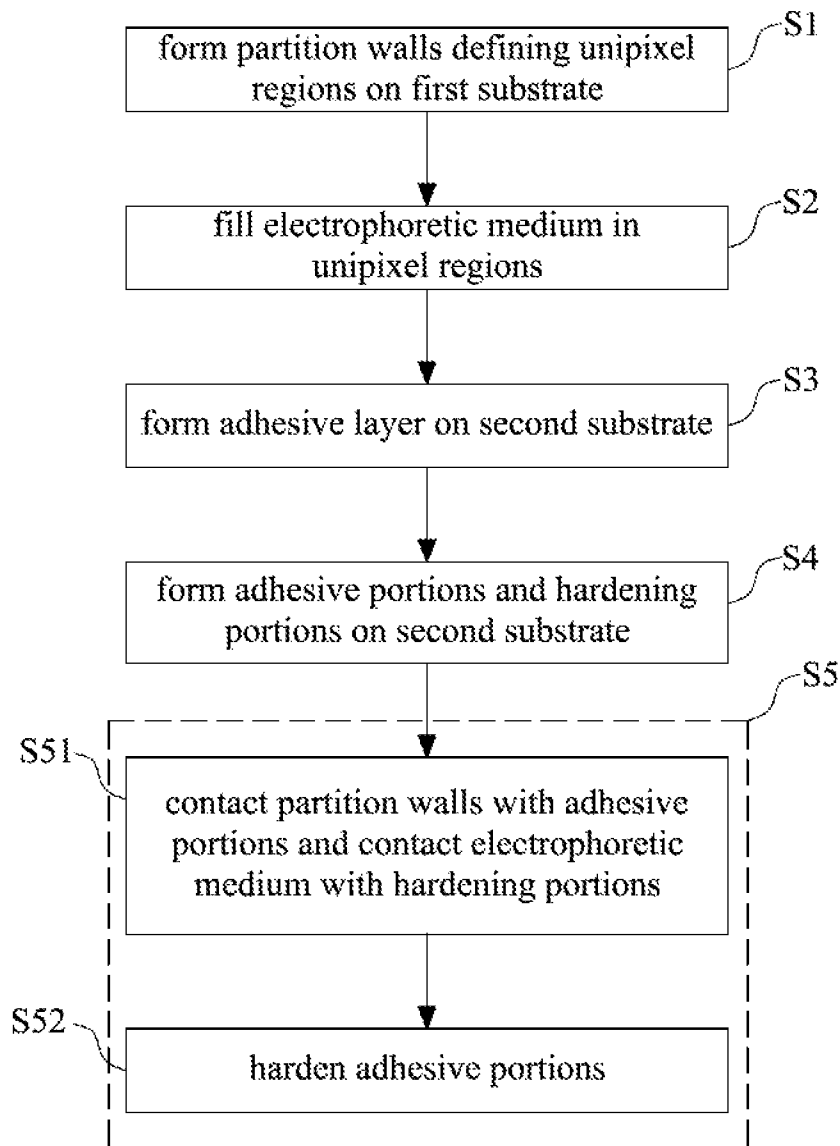 S1
form partition walls defining unipixel
regions on first substrate
S2
fill electrophoretic medium in
unipixel regions
S3
form adhesive layer on second substrate
S4
form adhesive portions and hardening
portions on second substrate
S5
S51
contact partition walls with adhesive
portions and contact electrophoretic
medium with hardening portions
S52
harden adhesive portions